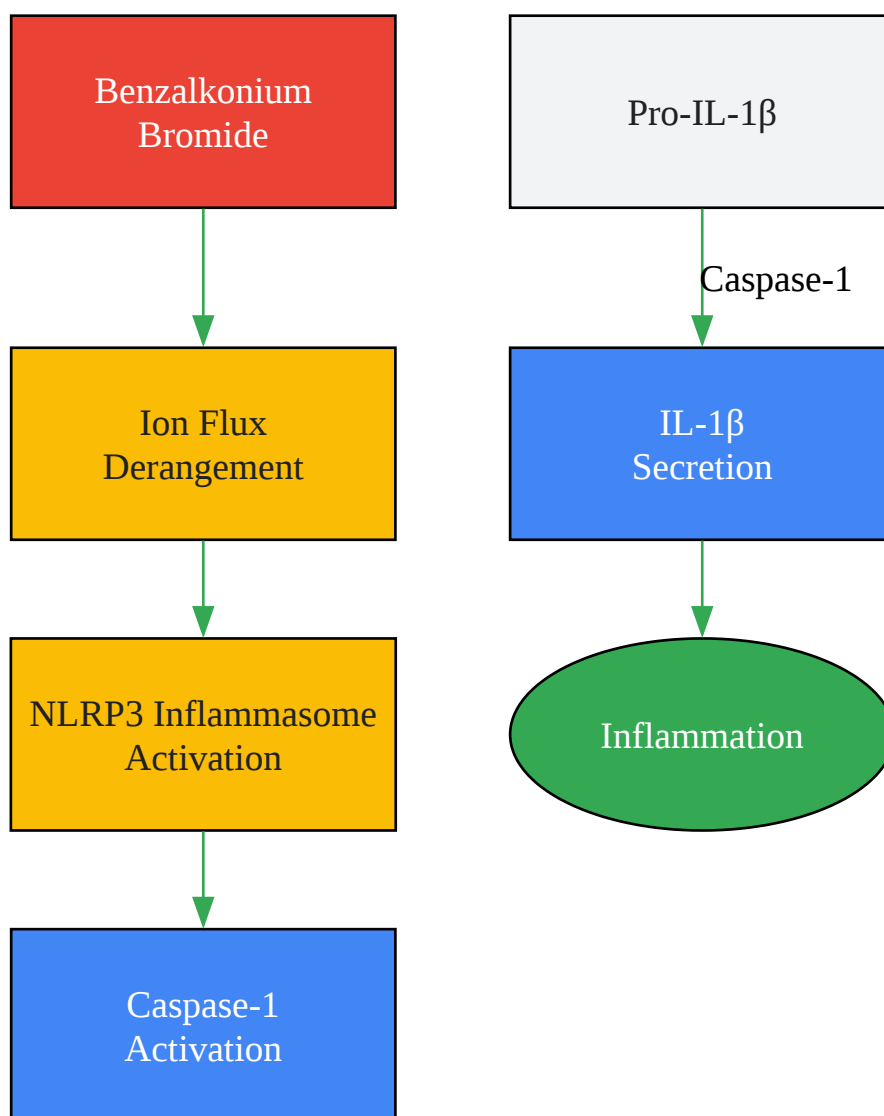 Benzalkonium
Bromide
Ion Flux
Derangement
NLRP3 Inflammasome
Activation
Caspase-1
Activation
Pro-IL-1β
Caspase-1
IL-1β
Secretion
Inflammation